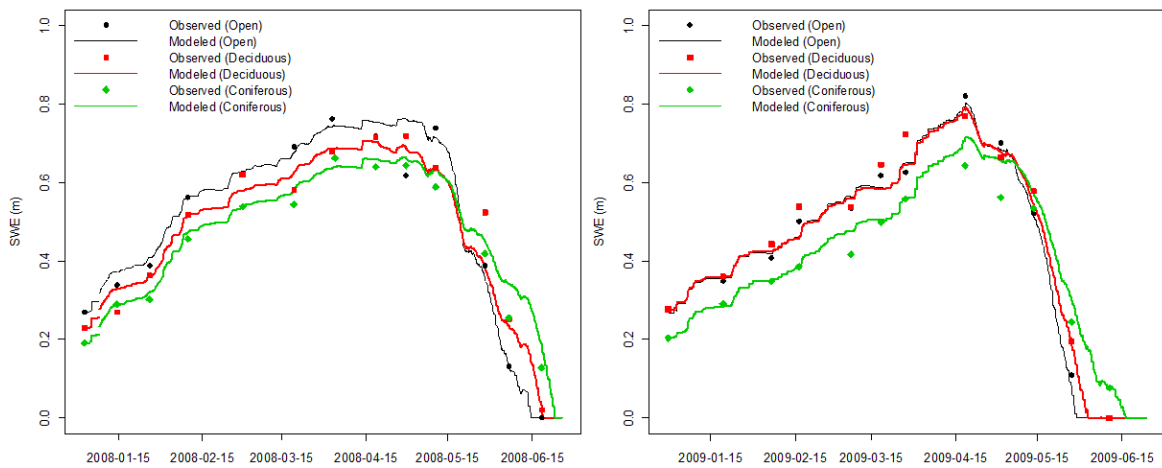 1.0
0.8
0.6
0.4
0.2
0.0
SWE (m)
Observed (Open)
Modeled (Open)
Observed (Deciduous)
Modeled (Deciduous)
Observed (Coniferous)
Modeled (Coniferous)
2008-01-15 2008-02-15 2008-03-15 2008-04-15 2008-05-15 2008-06-15
1.0
0.8
0.6
0.4
0.2
0.0
SWE (m)
Observed (Open)
Modeled (Open)
Observed (Deciduous)
Modeled (Deciduous)
Observed (Coniferous)
Modeled (Coniferous)
2009-01-15 2009-02-15 2009-03-15 2009-04-15 2009-05-15 2009-06-15